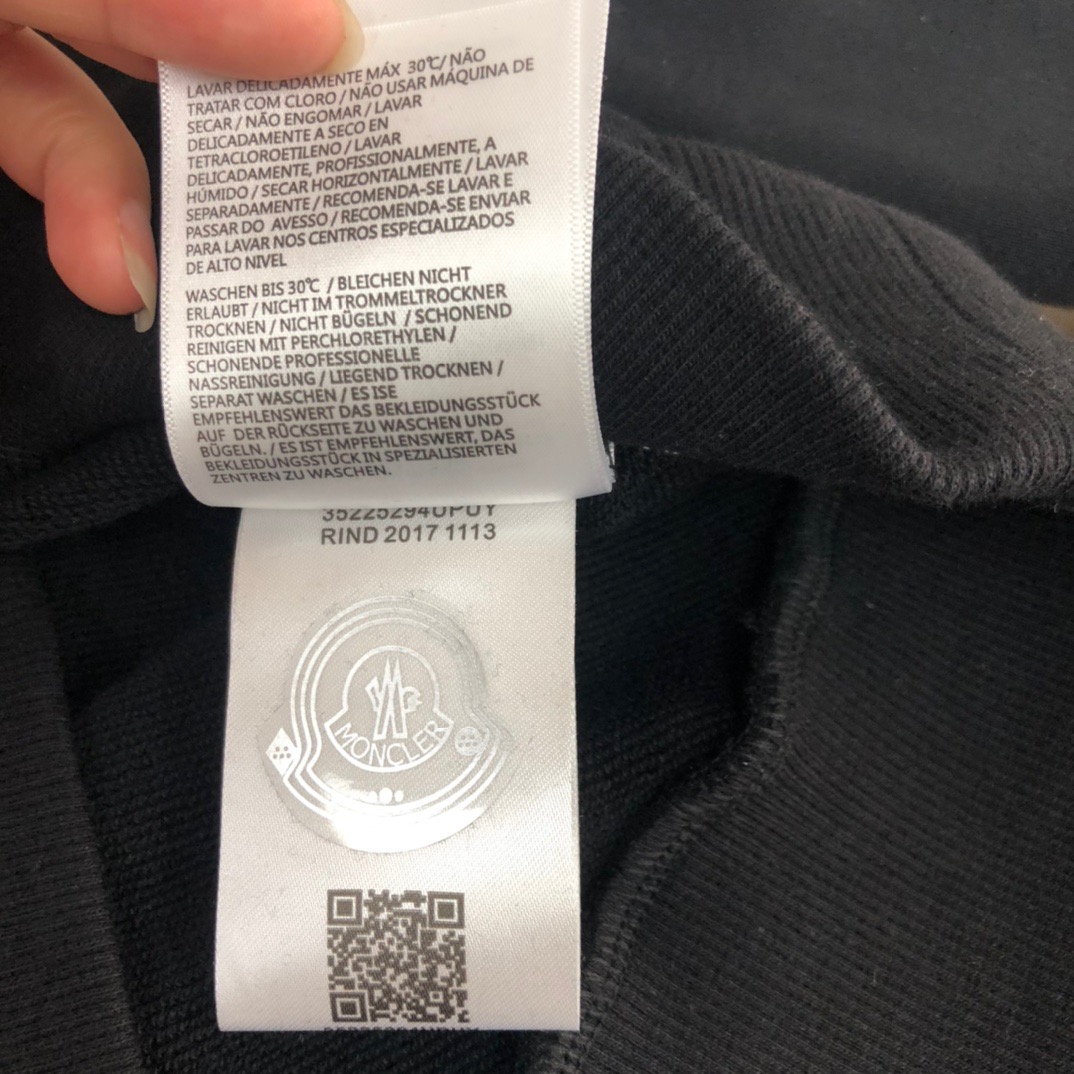 LAVAR DELICADAMENTE MÁX 30℃/ NÃO
TRATAR COM CLORO / NÃO USAR MÁQUINA DE
SECAR / NÃO ENGOMAR / LAVAR
DELICADAMENTE A SECO EN
TETRACLOROETILENO / LAVAR
DELICADAMENTE, PROFISSIONALMENTE, A
HÚMIDO / SECAR HORIZONTALMENTE / LAVAR
SEPARADAMENTE / RECOMENDA-SE LAVAR E
PASSAR DO AVESSO / RECOMENDA-SE ENVIAR
PARA LAVAR NOS CENTROS ESPECIALIZADOS
DE ALTO NIVEL
WASCHEN BIS 30℃ / BLEICHEN NICHT
ERLAUBT / NICHT IM TROMMELTROCKNER
TROCKNEN / NICHT BÜGELN / SCHONEND
REINIGEN MIT PERCHLORETHYLEN /
SCHONENDE PROFESSIONELLE
NASSREINIGUNG / LIEGEND TROCKNEN /
SEPARAT WASCHEN / ES ISE
EMPFEHLENSWERT DAS BEKLEIDUNGSSTÜCK
AUF DER RÜCKSEITE ZU WASCHEN UND
BÜGELN. / ES IST EMPFEHLENSWERT, DAS
BEKLEIDUNGSSTÜCK IN SPEZIALISIERTEN
ZENTREN ZU WASCHEN.
35225294UPUY
RIND 2017 1113
MONCLER